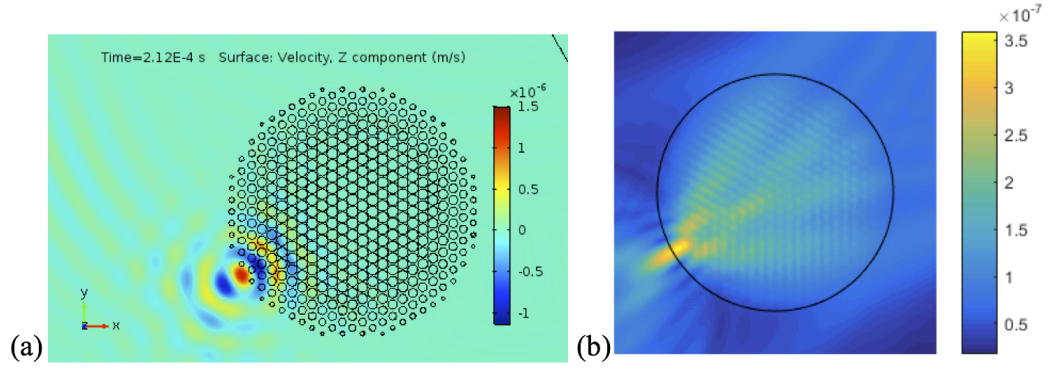 Time=2.12E-4 s Surface: Velocity, Z component (m/s)
×10⁻⁶
1.5
1
0.5
0
-0.5
-1
y
z
x
(a)
×10⁻⁷
3.5
3
2.5
2
1.5
1
0.5
(b)